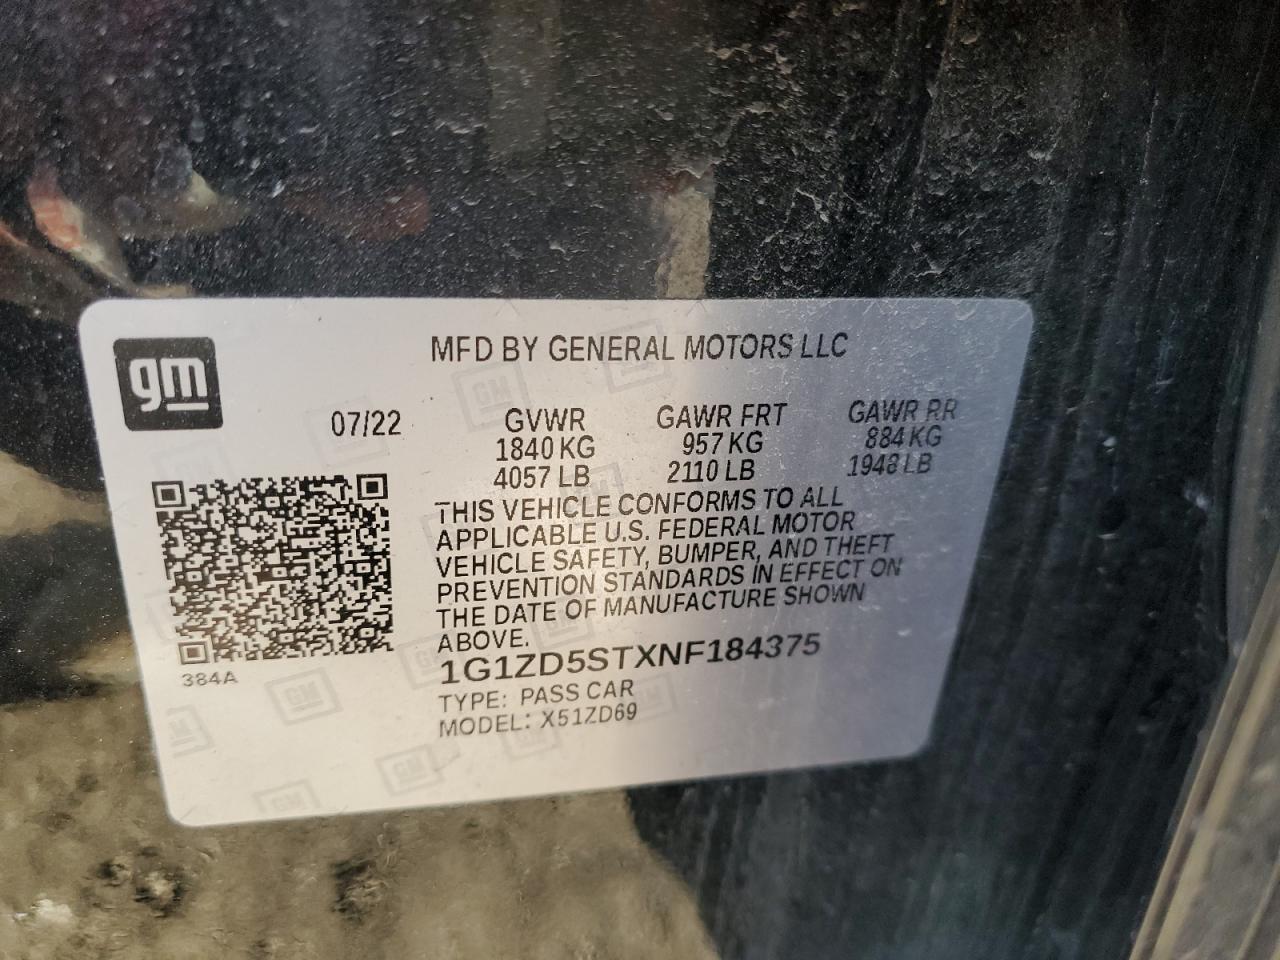 gm
MFD BY GENERAL MOTORS LLC
07/22 GVWR GAWR FRT GAWR RR
1840 KG 957 KG 884 KG
4057 LB 2110 LB 1948 LB
THIS VEHICLE CONFORMS TO ALL
APPLICABLE U.S. FEDERAL MOTOR
VEHICLE SAFETY, BUMPER, AND THEFT
PREVENTION STANDARDS IN EFFECT ON
THE DATE OF MANUFACTURE SHOWN
ABOVE.
384A
1G1ZD5STXNF184375
TYPE: PASS CAR
MODEL: X51ZD69